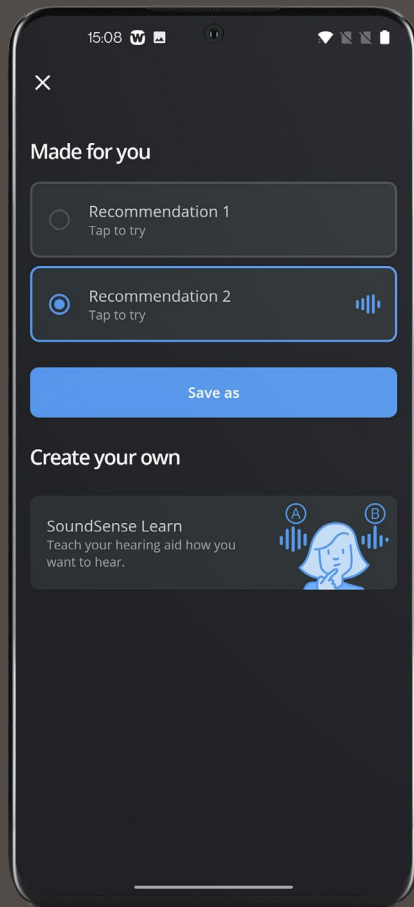 15:08 W
Made for you
Recommendation 1
Tap to try
Recommendation 2
Tap to try
Save as
Create your own
A B
SoundSense Learn
Teach your hearing aid how you
want to hear.